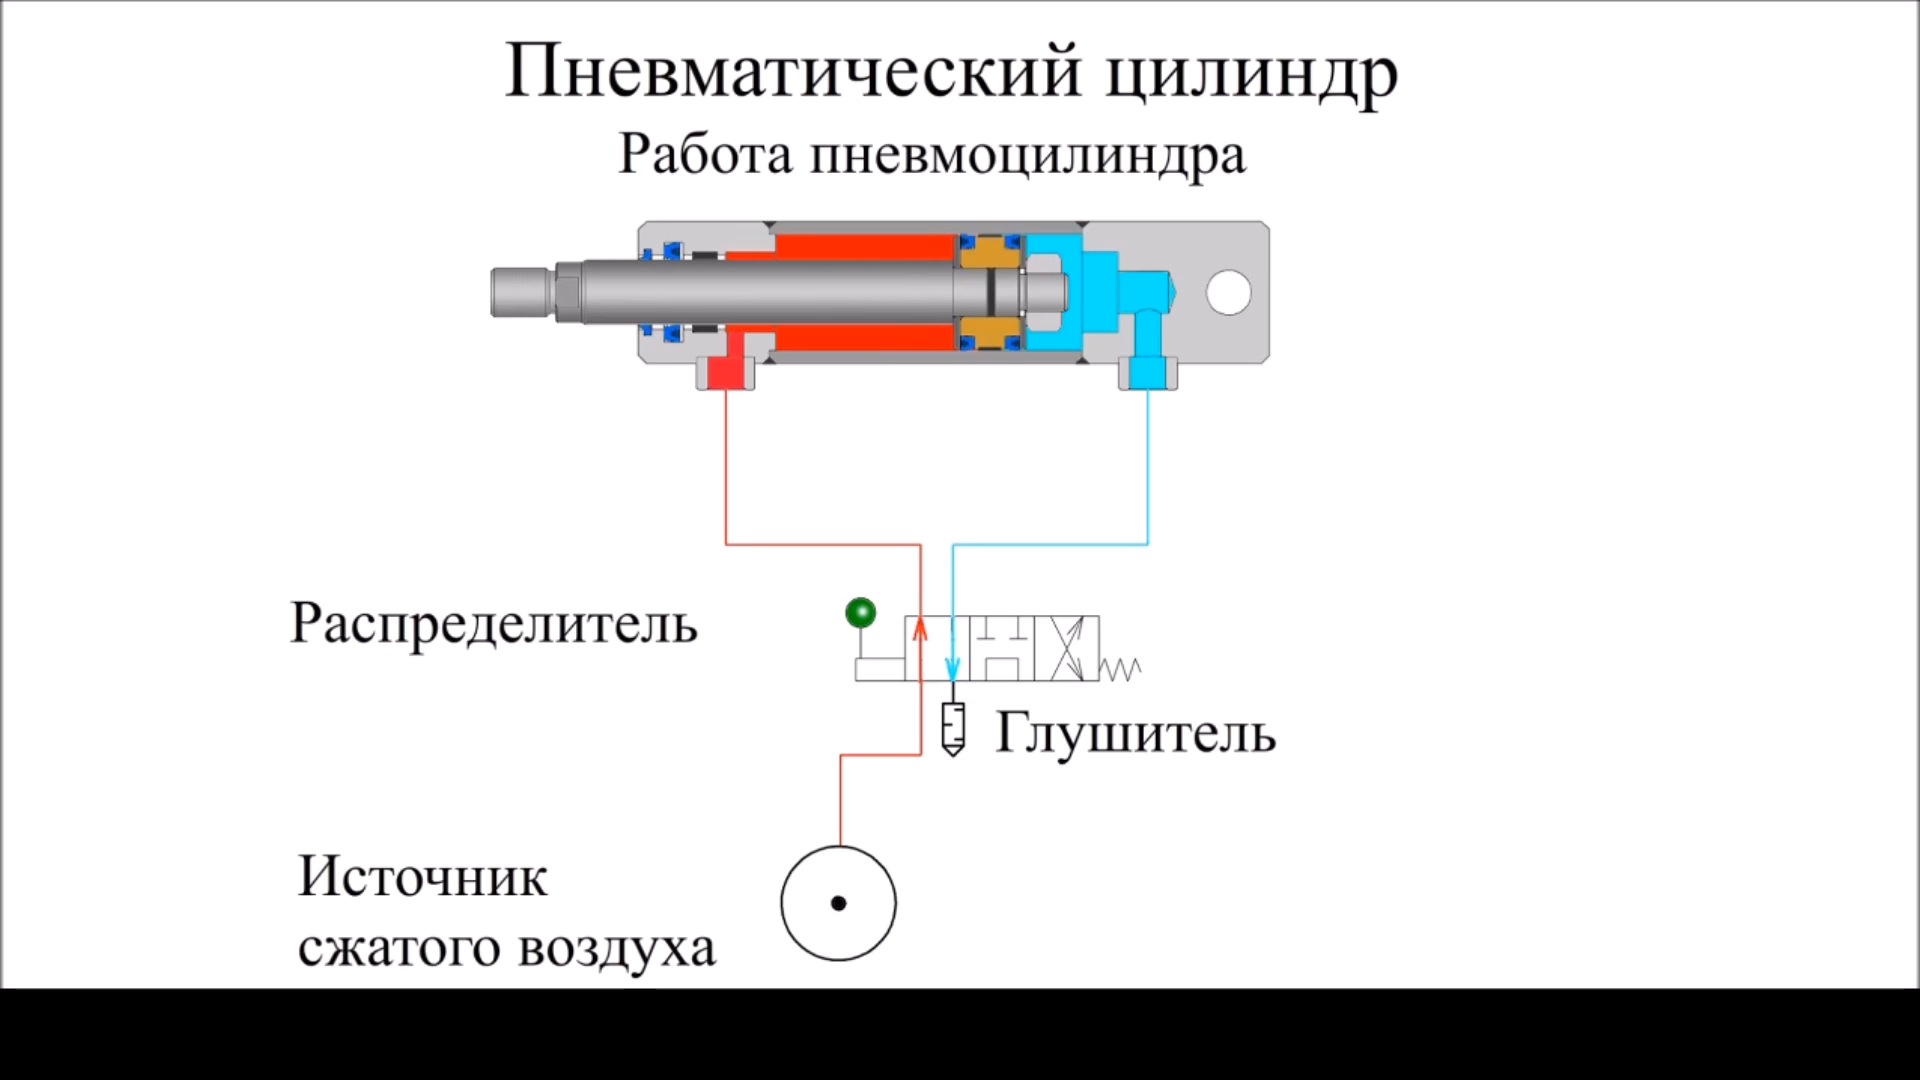 Пневматический цилиндр
Работа пневмоцилиндра
Распределитель
Глушитель
Источник
сжатого воздуха